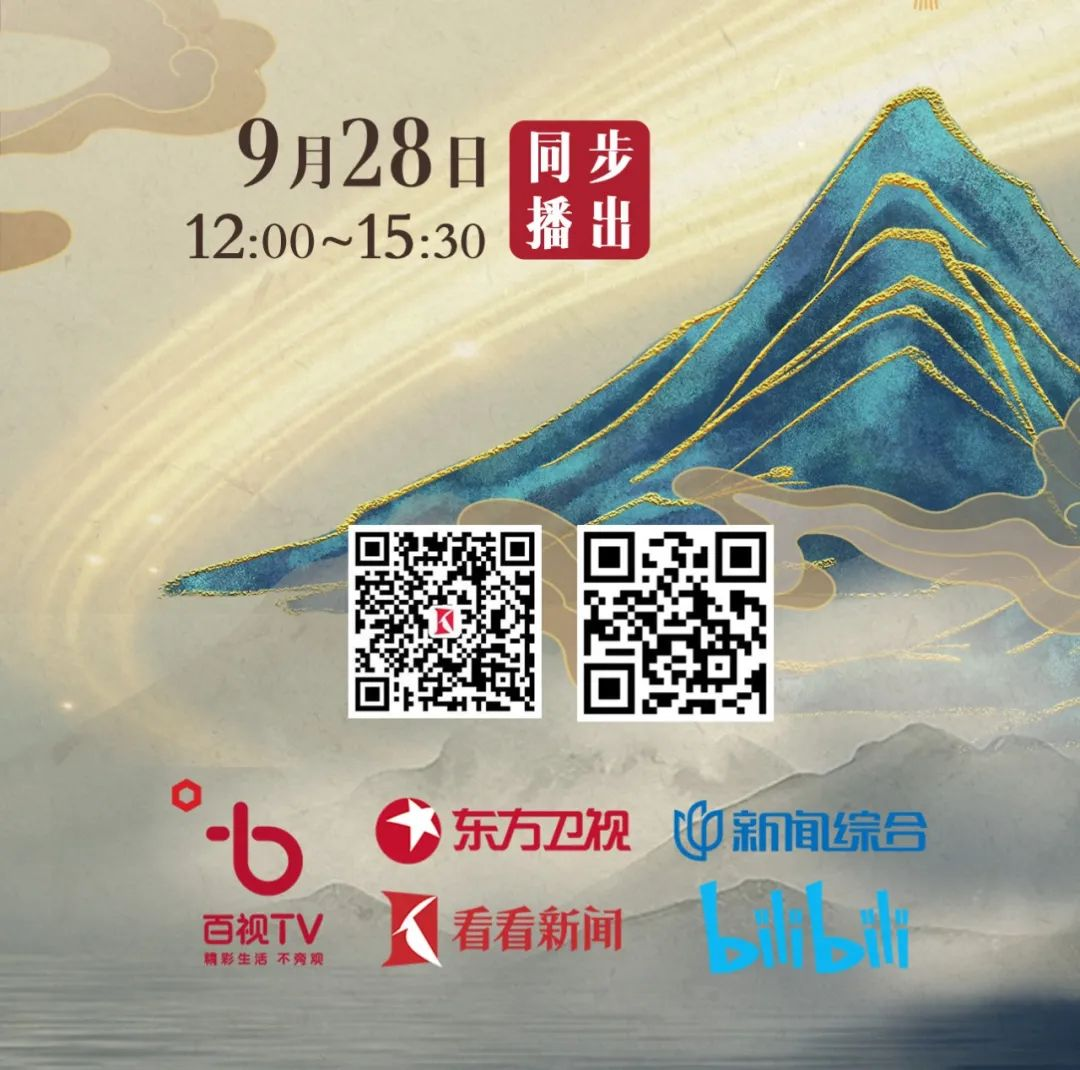 9月28日
12:00~15:30
同步
播出
东方卫视
新闻综合
百视TV
精彩生活 不旁观
看看新闻
bilibili